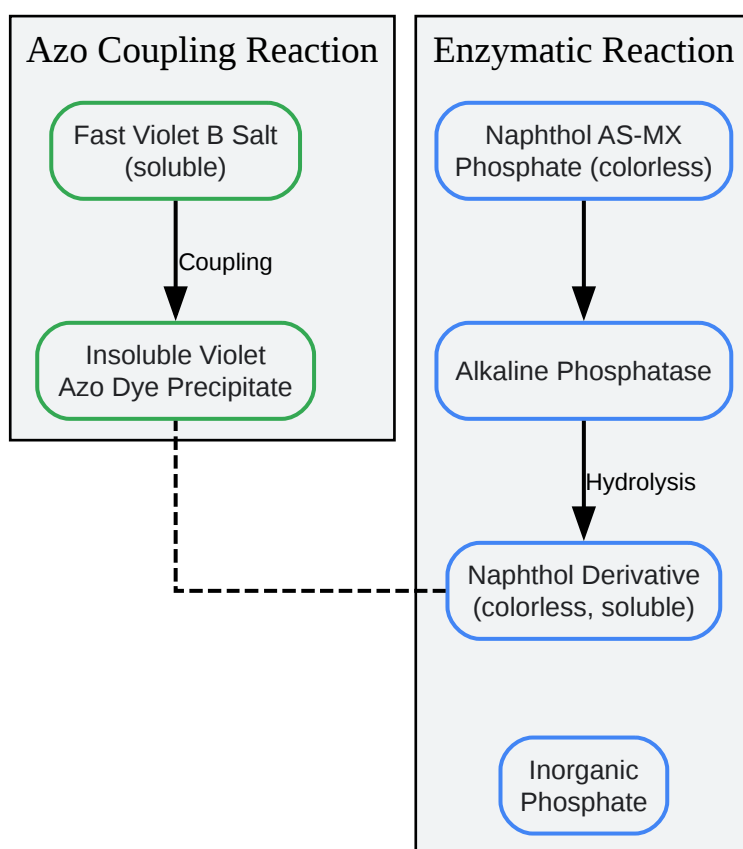 Azo Coupling Reaction
Fast Violet B Salt
(soluble)
Coupling
Insoluble Violet
Azo Dye Precipitate
Enzymatic Reaction
Naphthol AS-MX
Phosphate (colorless)
Alkaline Phosphatase
Hydrolysis
Naphthol Derivative
(colorless, soluble)
Inorganic
Phosphate